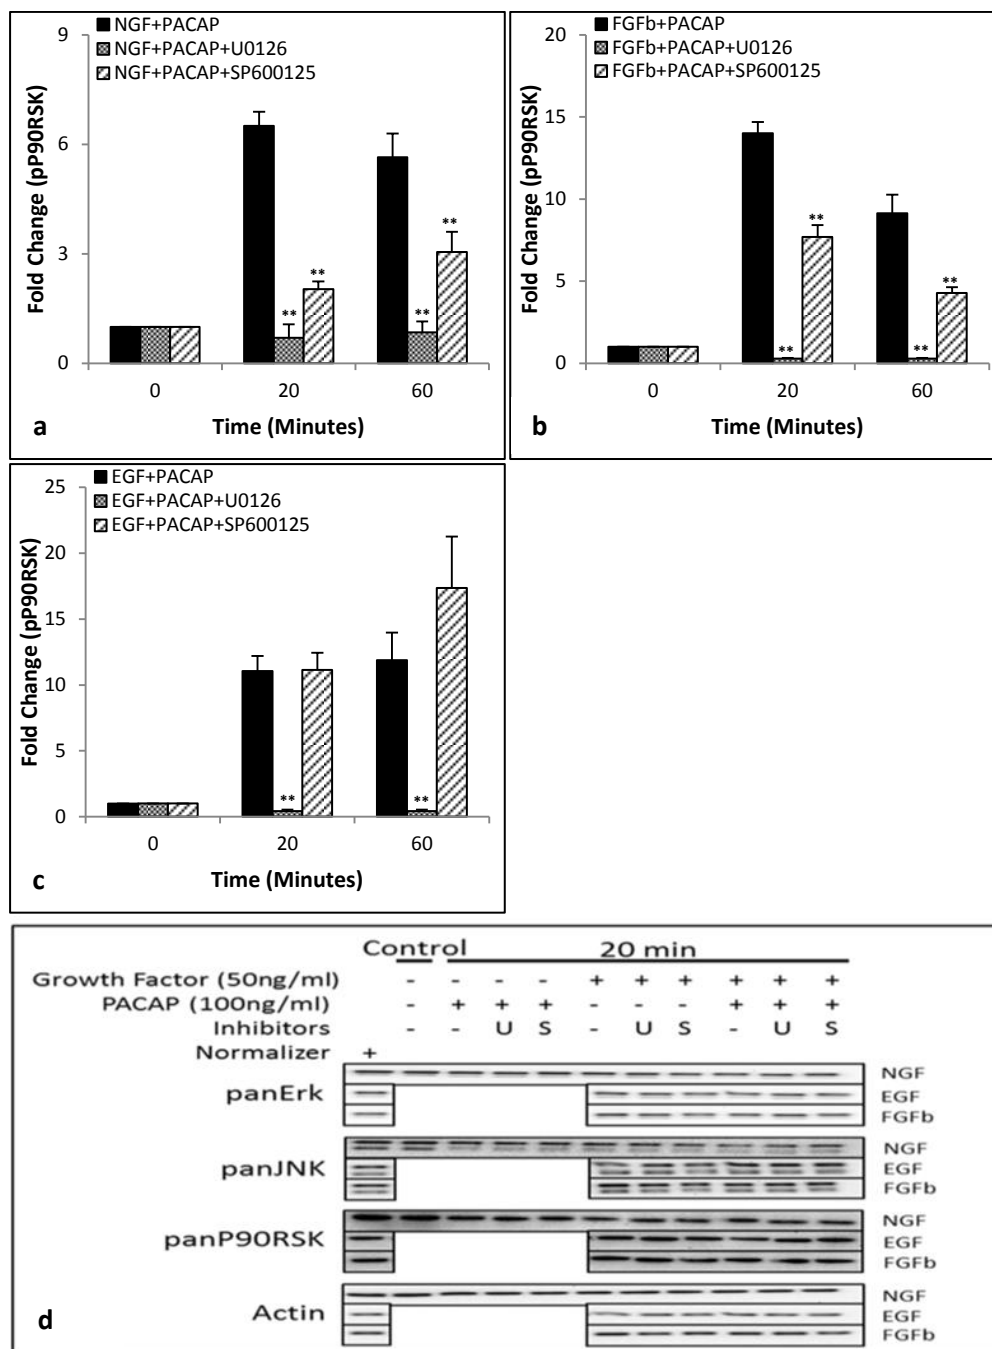 NGF+PACAP
NGF+PACAP+U0126
NGF+PACAP+SP600125
9
6
3
0
Fold Change (pP90RSK)
0 20 60
** ** ** **
Time (Minutes)
a
FGFb+PACAP
FGFb+PACAP+U0126
FGFb+PACAP+SP600125
20
15
10
5
0
Fold Change (pP90RSK)
** ** ** **
0 20 60
Time (Minutes)
b
EGF+PACAP
EGF+PACAP+U0126
EGF+PACAP+SP600125
25
20
15
10
5
0
Fold Change (pP90RSK)
** **
0 20 60
Time (Minutes)
c
Control 20 min
Growth Factor (50ng/ml) - - - - + + + + + +
PACAP (100ng/ml) - + + + - - - + + +
Inhibitors - - U S - U S - U S
Normalizer +
panErk NGF
EGF
FGFb
panJNK NGF
EGF
FGFb
panP90RSK NGF
EGF
FGFb
Actin NGF
EGF
FGFb
d